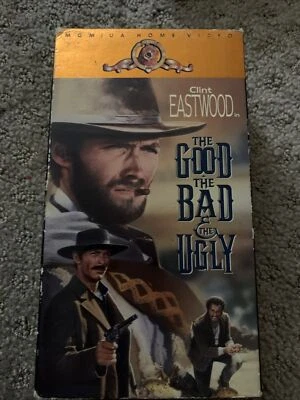 MGM/UA HOME VIDEO
Clint
EASTWOOD in
THE
GOOD
THE
BAD
& THE
UGLY